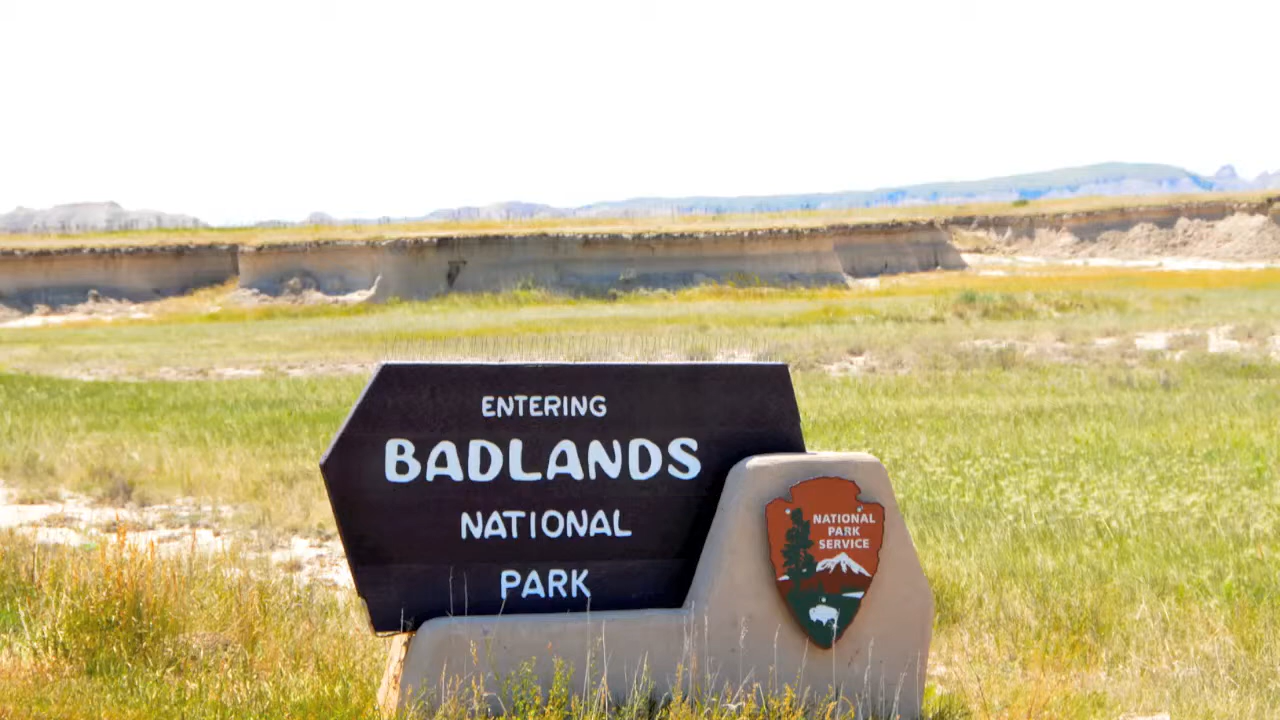 ENTERING
BADLANDS
NATIONAL
PARK
NATIONAL
PARK
SERVICE